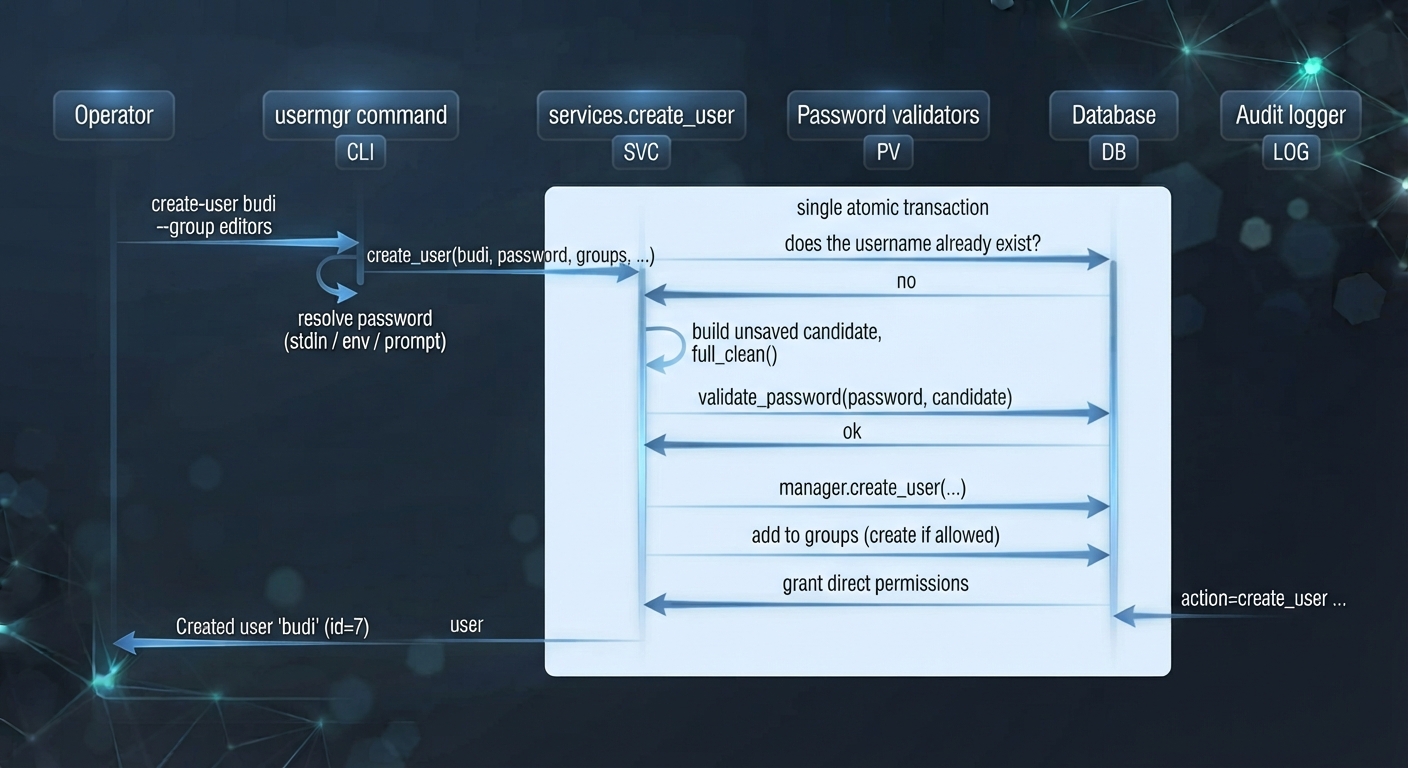 Operator
usermgr command
CLI
services.create_user
SVC
Password validators
PV
Database
DB
Audit logger
LOG
single atomic transaction
create-user budi
--group editors
create_user(budi, password, groups, ...)
does the username already exist?
no
resolve password
(stdln / env / prompt)
build unsaved candidate,
full_clean()
validate_password(password, candidate)
ok
manager.create_user(...)
add to groups (create if allowed)
grant direct permissions
action=create_user ...
Created user 'budi' (id=7)
user